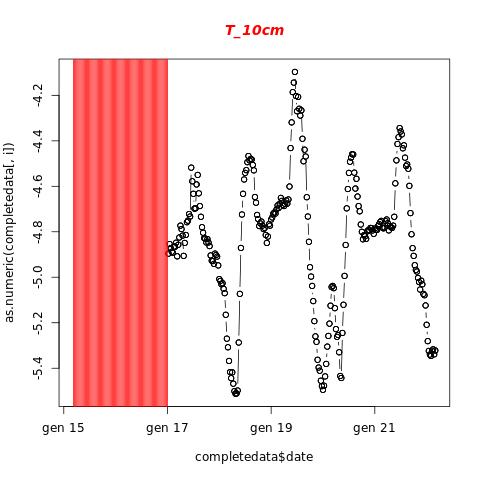 T_10cm
as.numeric(completedata[, i])
-4.2
-4.4
-4.6
-4.8
-5.0
-5.2
-5.4
gen 15
gen 17
gen 19
gen 21
completedata$date